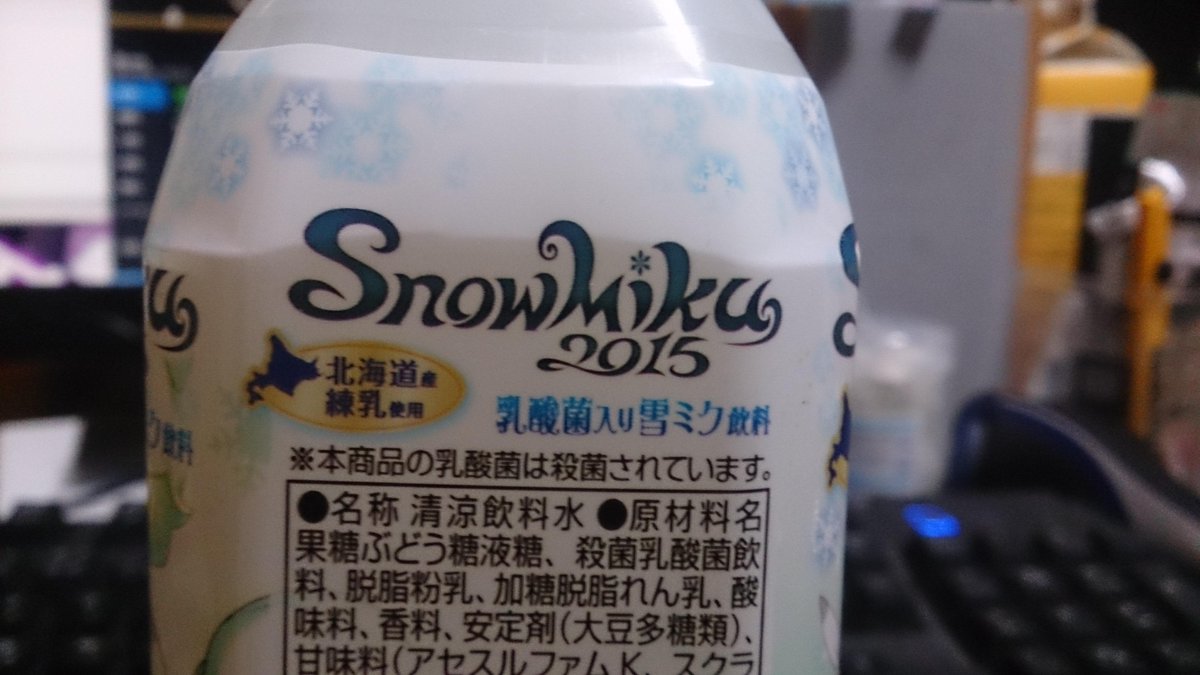 SnowMiku
2015
北海道産
練乳使用
乳酸菌入り雪ミク飲料
※本商品の乳酸菌は殺菌されています。
●名称 清涼飲料水 ●原材料名
果糖ぶどう糖液糖、殺菌乳酸菌飲
料、脱脂粉乳、加糖脱脂れん乳、酸
味料、香料、安定剤(大豆多糖類)、
甘味料(アセスルファムK、スクラ
ミク飲料